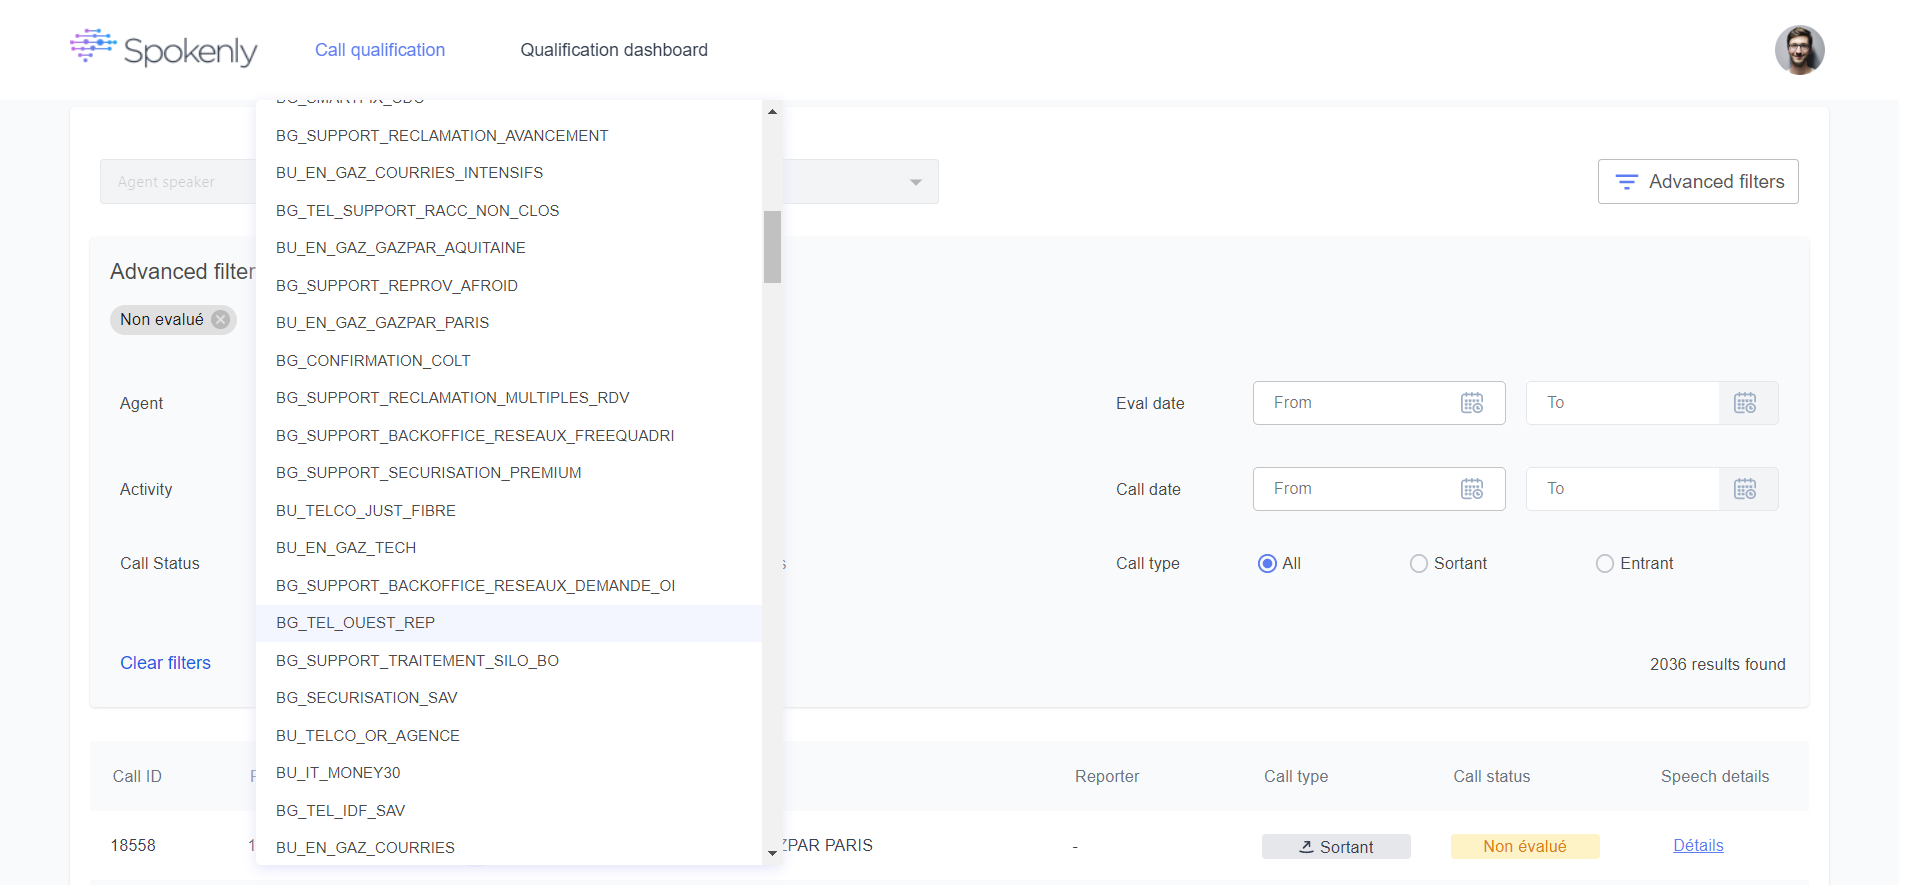 Spokenly
Call qualification
Qualification dashboard
BG_SUPPORT_RECLAMATION_AVANCEMENT
BU_EN_GAZ_COURRIES_INTENSIFS
BG_TEL_SUPPORT_RACC_NON_CLOS
BU_EN_GAZ_GAZPAR_AQUITAINE
BG_SUPPORT_REPROV_AFROID
BU_EN_GAZ_GAZPAR_PARIS
BG_CONFIRMATION_COLT
BG_SUPPORT_RECLAMATION_MULTIPLES_RDV
BG_SUPPORT_BACKOFFICE_RESEAUX_FREEQUADRI
BG_SUPPORT_SECURISATION_PREMIUM
BU_TELCO_JUST_FIBRE
BU_EN_GAZ_TECH
BG_SUPPORT_BACKOFFICE_RESEAUX_DEMANDE_OI
BG_TEL_OUEST_REP
BG_SUPPORT_TRAITEMENT_SILO_BO
BG_SECURISATION_SAV
BU_TELCO_OR_AGENCE
BU_IT_MONEY30
BG_TEL_IDF_SAV
BU_EN_GAZ_COURRIES
Agent speaker
Advanced filters
Advanced filter
Non evalué
Agent
Eval date From To
Activity
Call date From To
Call Status
Call type All Sortant Entrant
Clear filters
2036 results found
Call ID Reporter Call type Call status Speech details
18558 ZPAR PARIS - Sortant Non évalué Détails